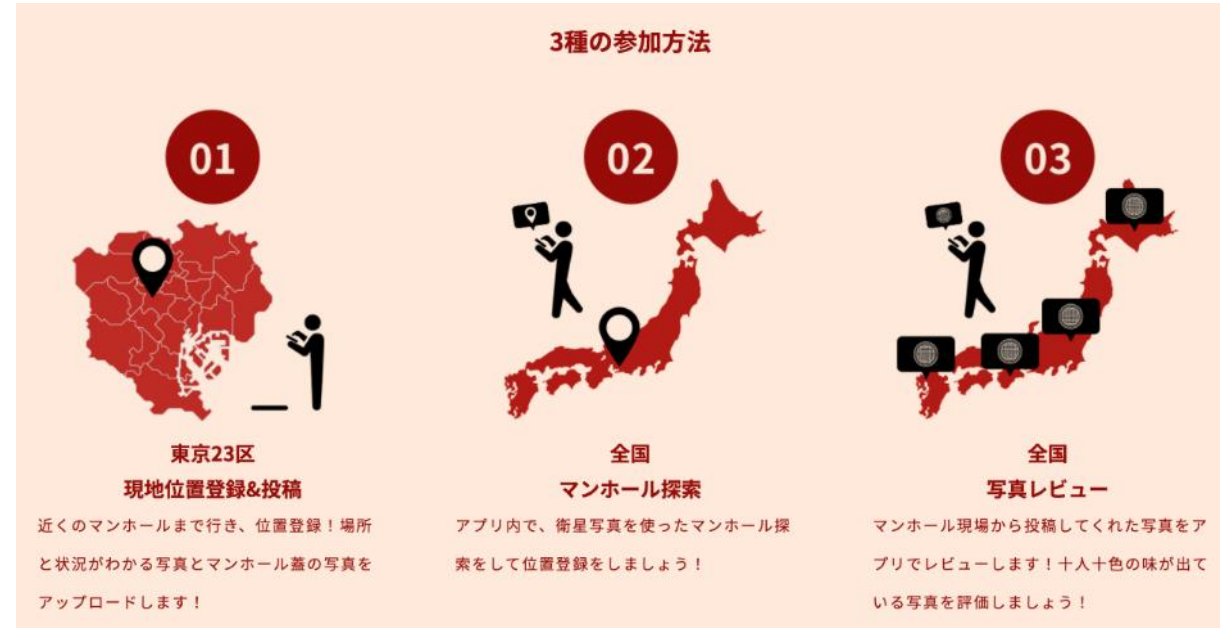 3種の参加方法
01
東京23区
現地位置登録&投稿
近くのマンホールまで行き、位置登録！場所
と状況がわかる写真とマンホール蓋の写真を
アップロードします！
02
全国
マンホール探索
アプリ内で、衛星写真を使ったマンホール探
索をして位置登録をしましょう！
03
全国
写真レビュー
マンホール現場から投稿してくれた写真をア
プリでレビューします！十人十色の味が出て
いる写真を評価しましょう！